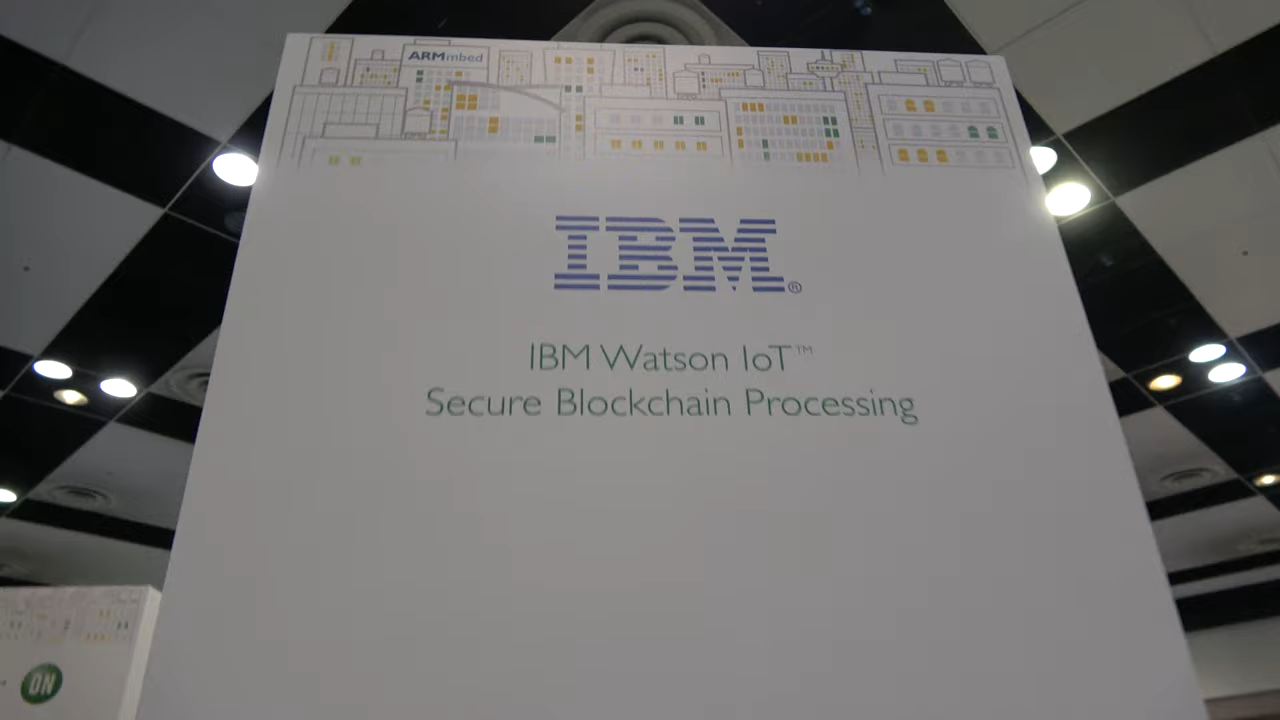 ARMmbed
IBM®
IBM Watson IoT™
Secure Blockchain Processing
ON